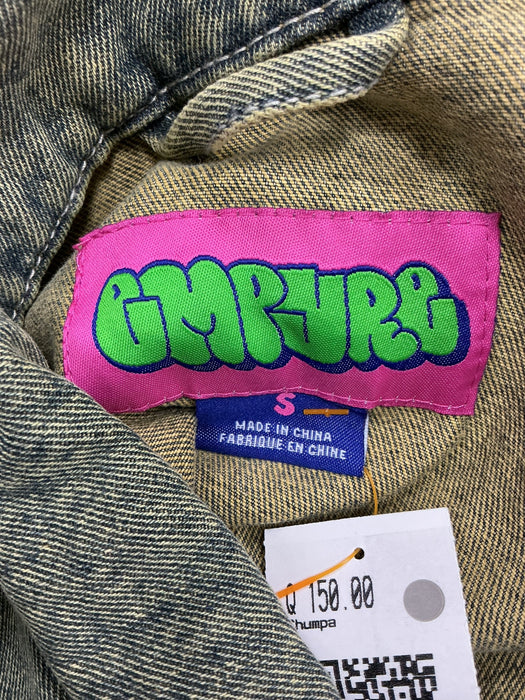 EMPYRE
S
MADE IN CHINA
FABRIQUE EN CHINE
Q 150.00
Chumpa